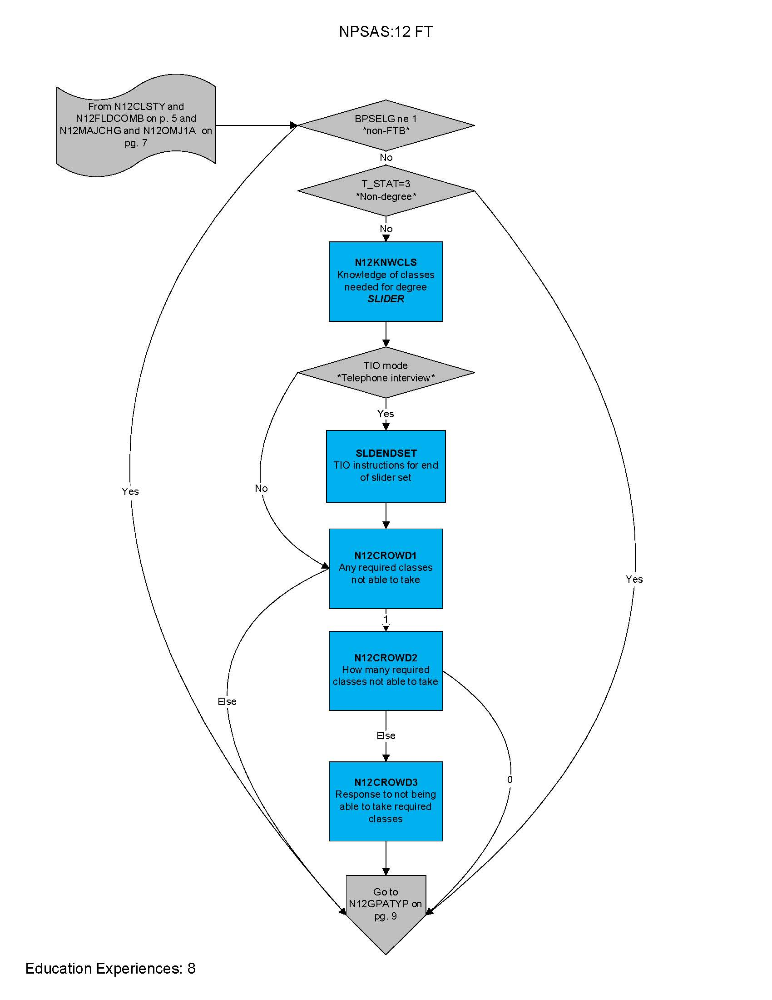 NPSAS:12 FT
From N12CLSTY and
N12FLDCOMB on p. 5 and
N12MAJCHG and N12OMJ1A on
pg. 7
BPSELG ne 1
*non-FTB*
No
T_STAT=3
*Non-degree*
No
N12KNWCLS
Knowledge of classes
needed for degree
SLIDER
TIO mode
*Telephone interview*
Yes
SLDENDSET
TIO instructions for end
of slider set
No
Yes
N12CROWD1
Any required classes
not able to take
Yes
1
N12CROWD2
How many required
classes not able to take
Else
Else
N12CROWD3
Response to not being
able to take required
classes
0
Go to
N12GPATYP on
pg. 9
Education Experiences: 8